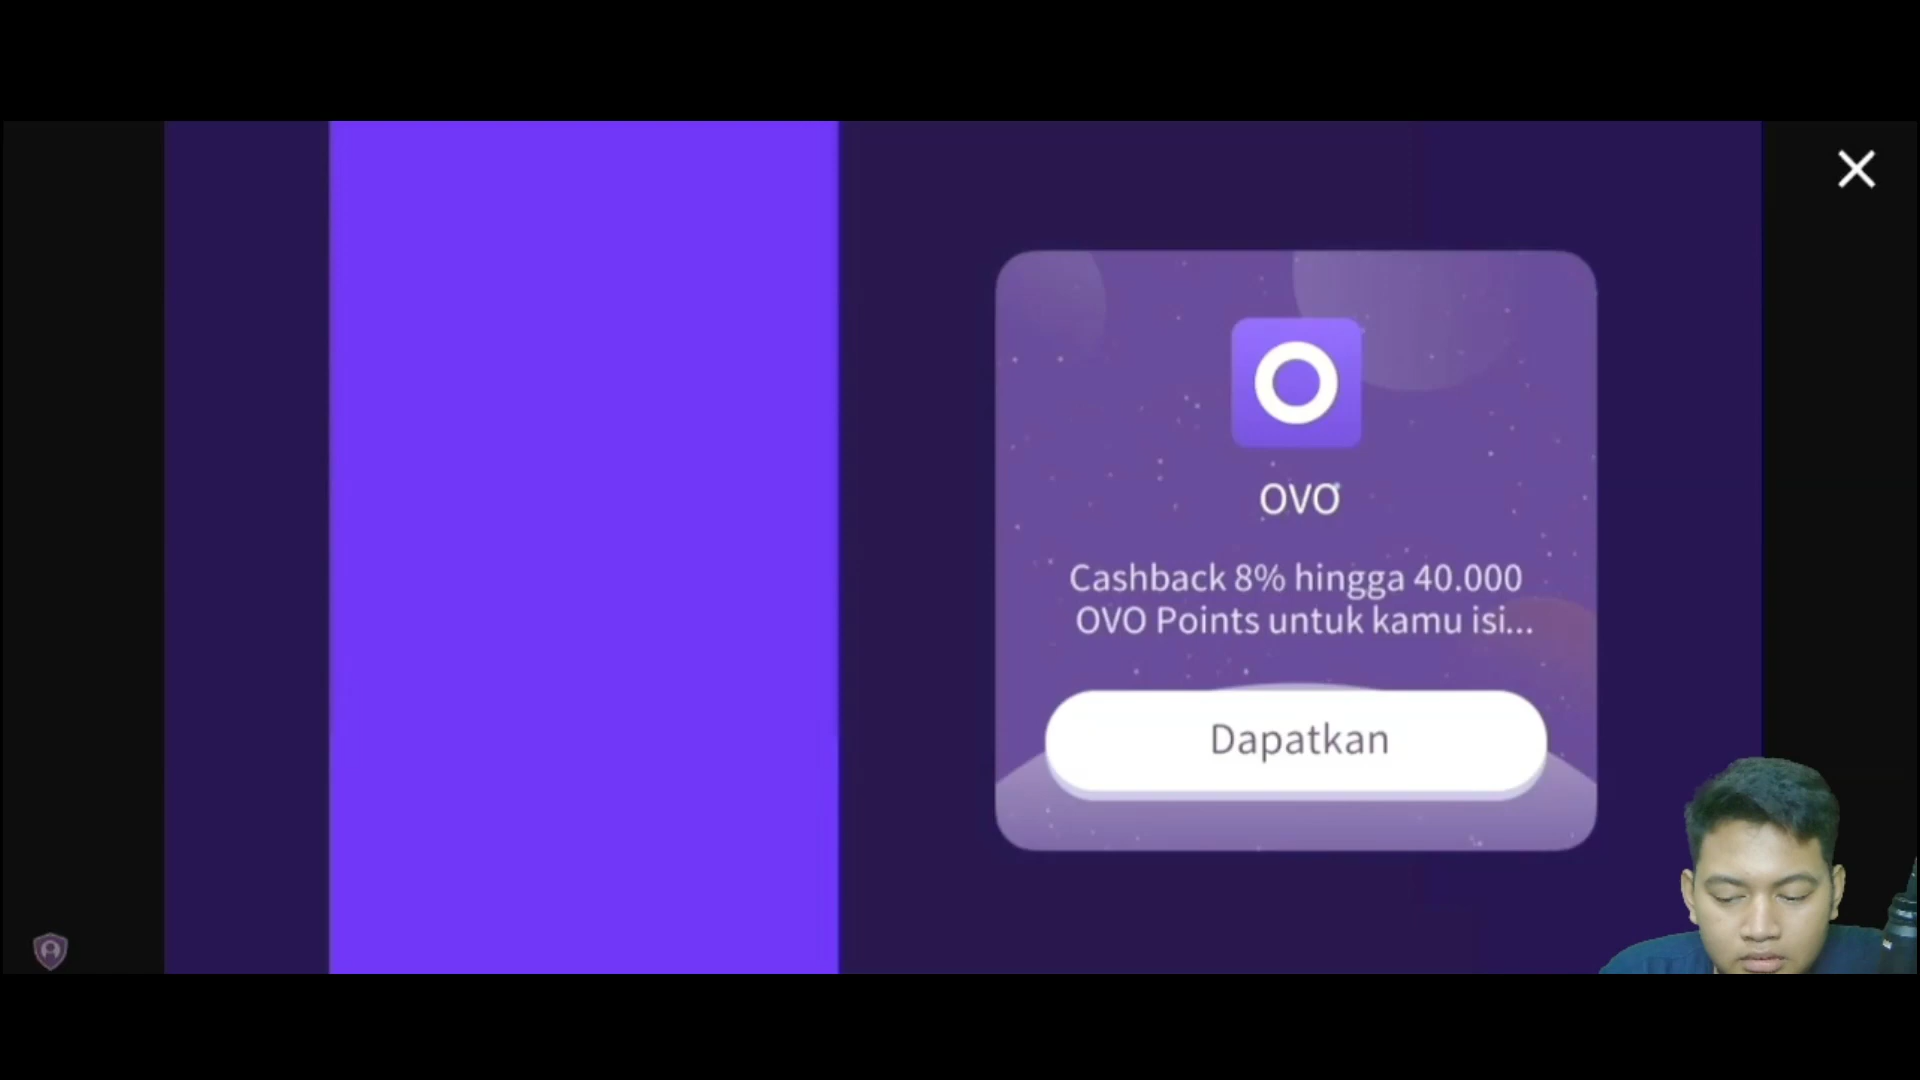 OVO
Cashback 8% hingga 40.000
OVO Points untuk kamu isi...
Dapatkan